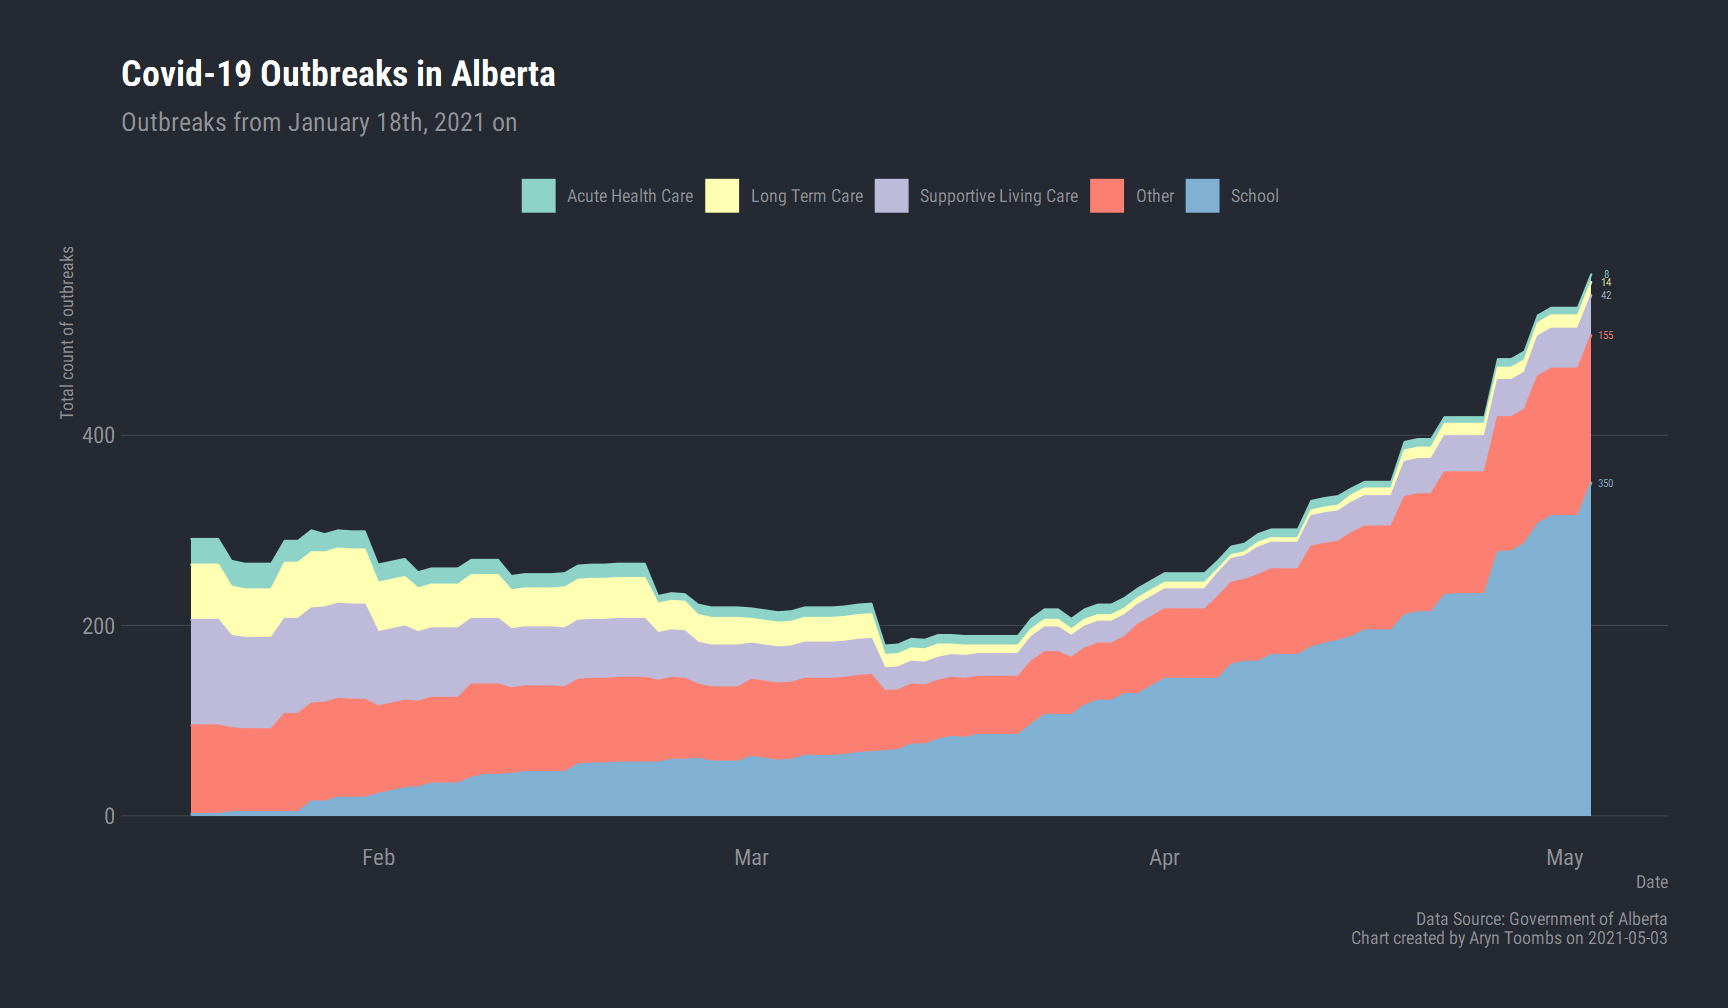 Covid-19 Outbreaks in Alberta
Outbreaks from January 18th, 2021 on
Acute Health Care
Long Term Care
Supportive Living Care
Other
School
Total count of outbreaks
8
14
42
155
400
350
200
0
Feb
Mar
Apr
May
Date
Data Source: Government of Alberta
Chart created by Aryn Toombs on 2021-05-03